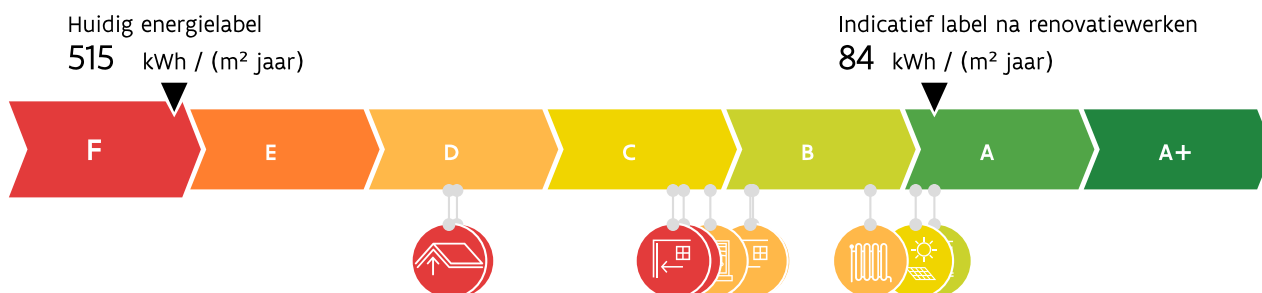 Huidig energielabel
515 kWh / (m² jaar)
Indicatief label na renovatiewerken
84 kWh / (m² jaar)
F E D C B A A+